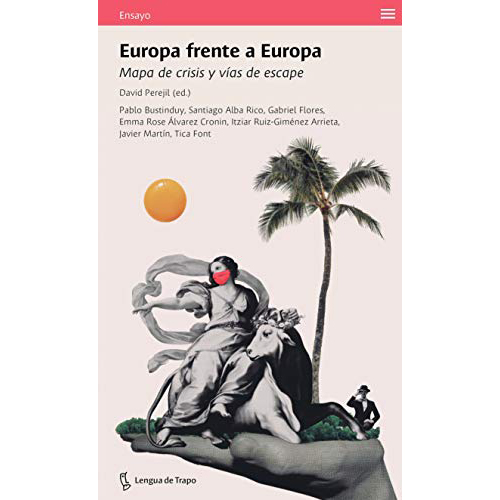 Ensayo
Europa frente a Europa
Mapa de crisis y vías de escape
David Perejil (ed.)
Pablo Bustinduy, Santiago Alba Rico, Gabriel Flores,
Emma Rose Álvarez Cronin, Itziar Ruiz-Giménez Arrieta,
Javier Martín, Tica Font
Lengua de Trapo